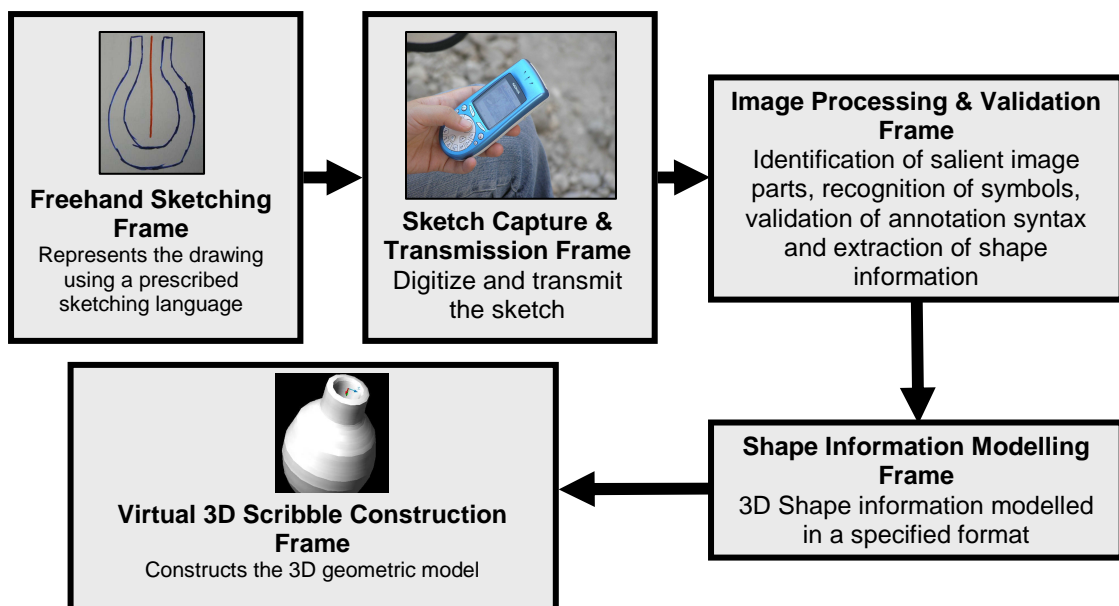 Freehand Sketching
Frame
Represents the drawing
using a prescribed
sketching language
Sketch Capture &
Transmission Frame
Digitize and transmit
the sketch
Image Processing & Validation
Frame
Identification of salient image
parts, recognition of symbols,
validation of annotation syntax
and extraction of shape
information
Shape Information Modelling
Frame
3D Shape information modelled
in a specified format
Virtual 3D Scribble Construction
Frame
Constructs the 3D geometric model